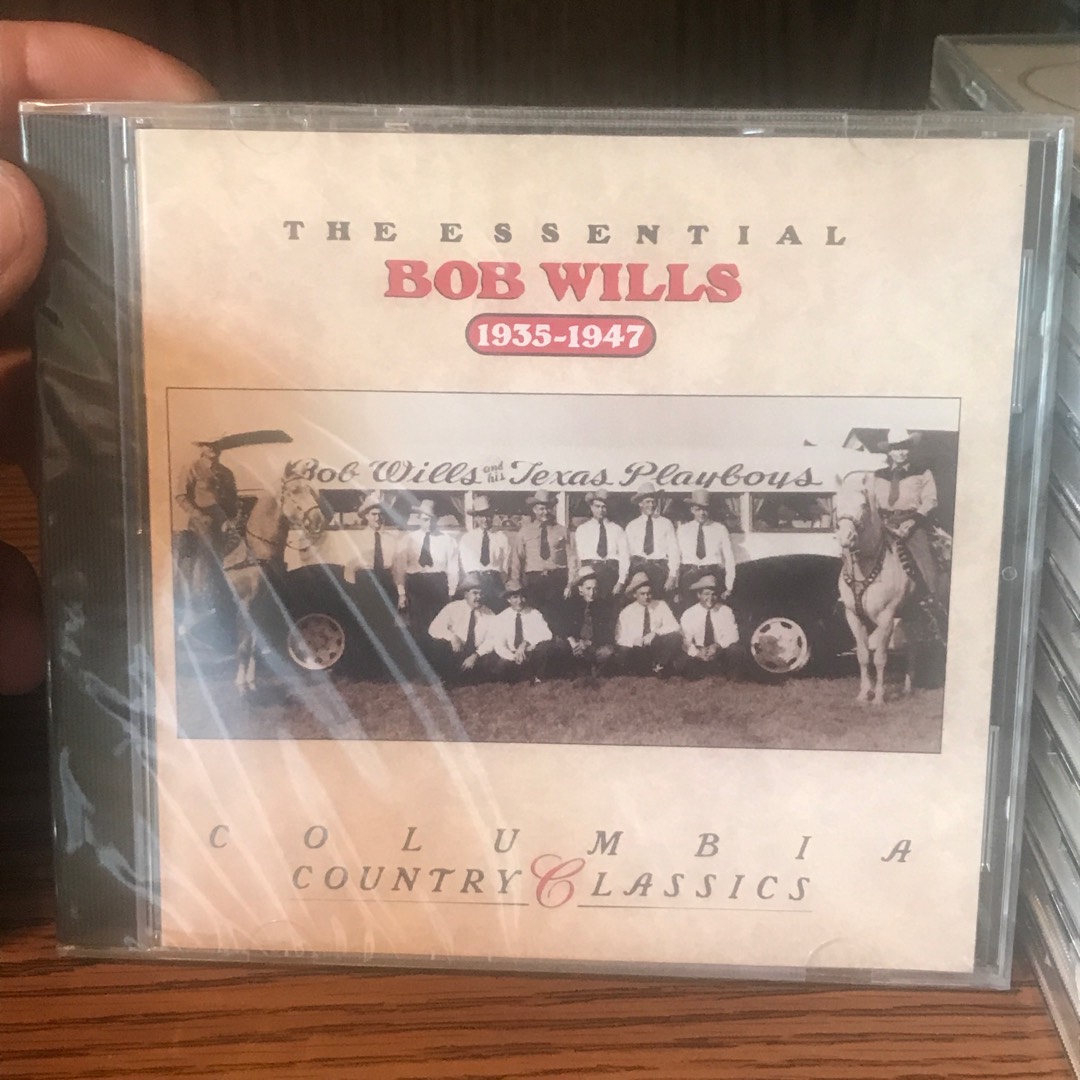 THE ESSENTIAL
BOB WILLS
1935-1947
Bob Wills and his Texas Playboys
COLUMBIA
COUNTRY CLASSICS